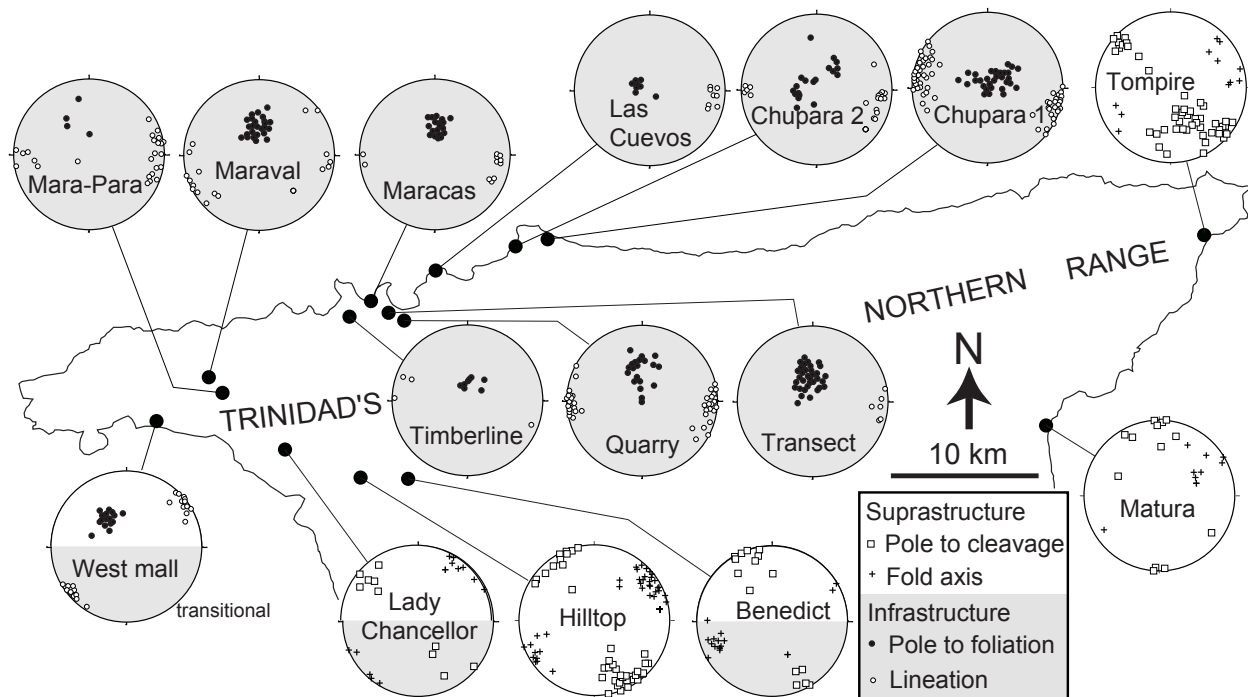 Tompire
Las
Cuevos
Chupara 2
Chupara 1
Mara-Para
Maraval
Maracas
NORTHERN RANGE
N
TRINIDAD'S
Timberline
Quarry
Transect
10 km
Matura
West mall
transitional
Lady
Chancellor
Hilltop
Benedict
Suprastructure
Pole to cleavage
Fold axis
Infrastructure
Pole to foliation
Lineation